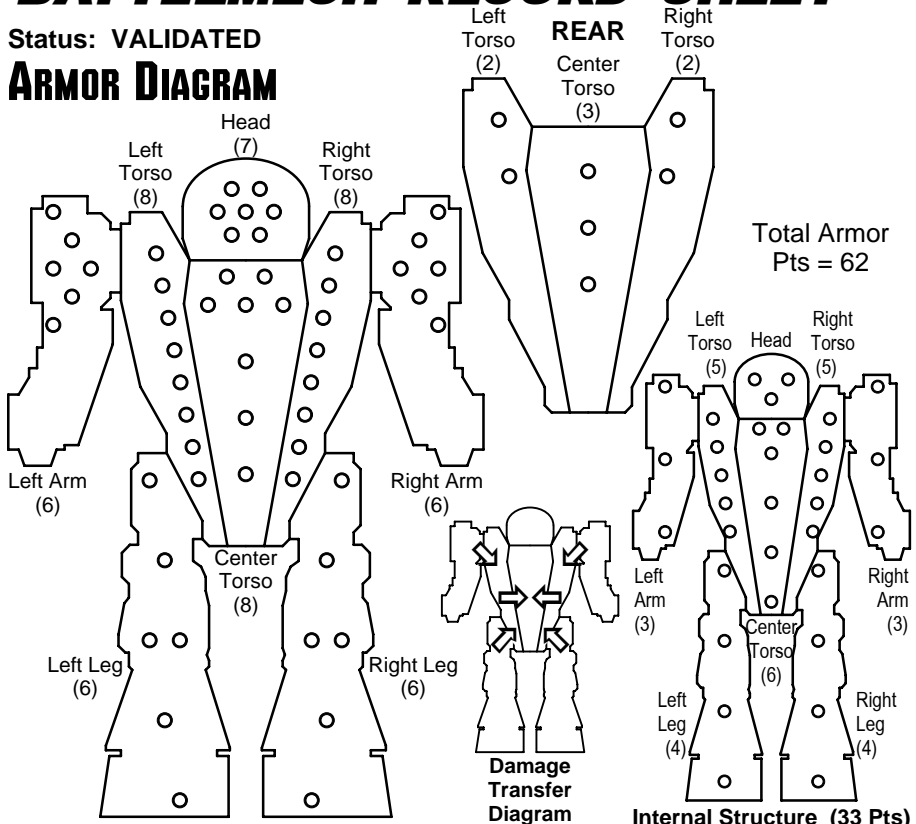 BATTLEMECH RECORD SHEET
Status: VALIDATED
ARMOR DIAGRAM
Head
(7)
Left
Torso
(8)
Right
Torso
(8)
Left Arm
(6)
Right Arm
(6)
Center
Torso
(8)
Left Leg
(6)
Right Leg
(6)
REAR
Left
Torso
(2)
Center
Torso
(3)
Right
Torso
(2)
Total Armor
Pts = 62
Left
Torso
(5)
Head
Right
Torso
(5)
Left
Arm
(3)
Right
Arm
(3)
Center
Torso
(6)
Left
Leg
(4)
Right
Leg
(4)
Damage
Transfer
Diagram
Internal Structure (33 Pts)